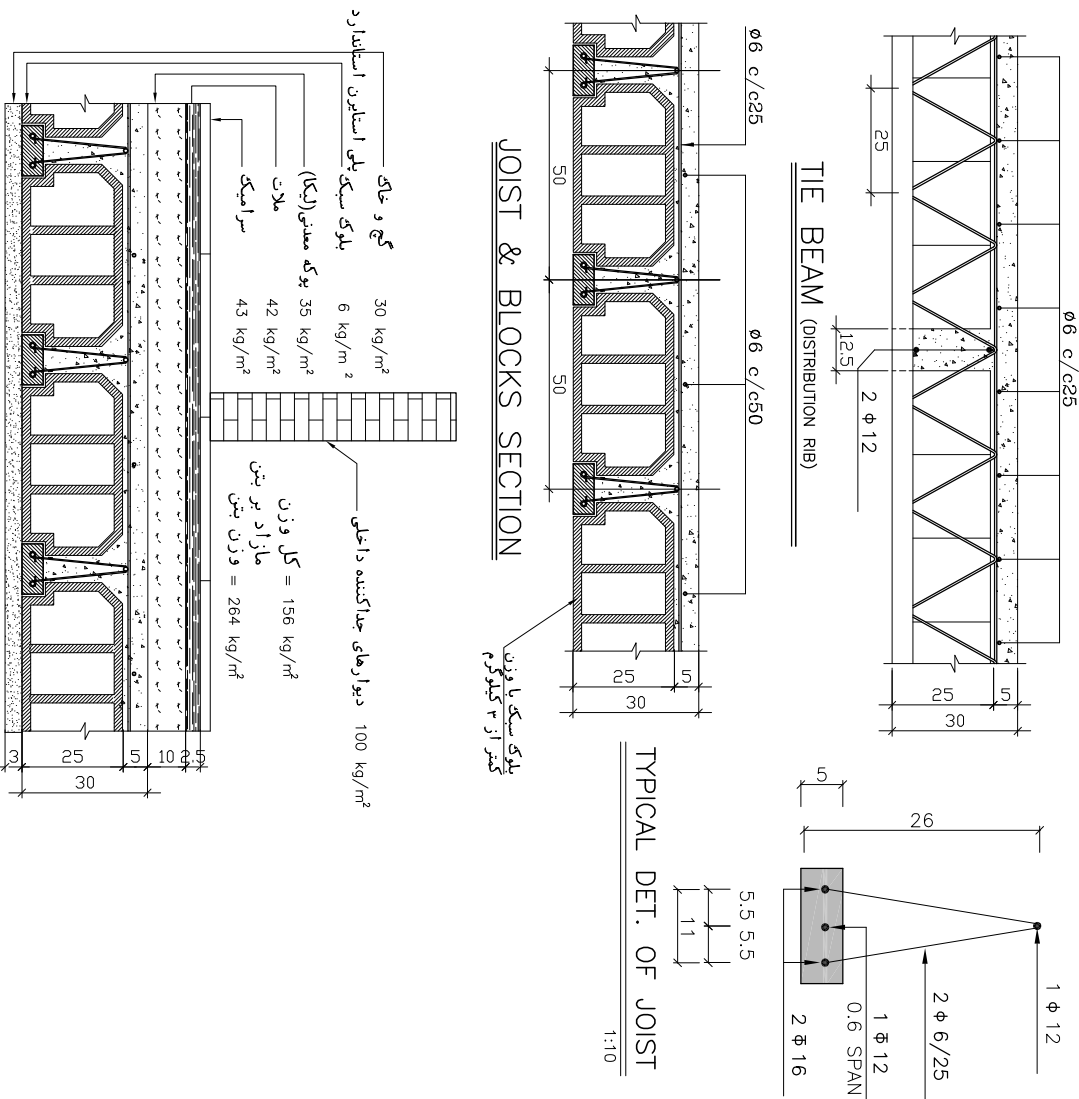 Ø6 c/c25
25
12.5
2 ϕ 12
25
5
30
TIE BEAM (DISTRIBUTION RIB)
Ø6 c/c25
Ø6 c/c50
50
50
25
5
30
بلوک سبک با وزن
کمتر از ۳ کیلوگرم
JOIST & BLOCKS SECTION
گچ و خاک 30 kg/m²
بلوک سبک پلی استایرن استاندارد 6 kg/m²
پوکه معدنی(لیکا) 35 kg/m²
ملات 42 kg/m²
سرامیک 43 kg/m²
دیوارهای جداکننده داخلی 100 kg/m²
کل وزن
مازاد بر بتن = 156 kg/m²
وزن بتن = 264 kg/m²
3
25
5
10
2.5
30
5
26
1 ϕ 12
2 ϕ 6/25
1 Φ 12
0.6 SPAN
2 Φ 16
5.5 5.5
11
TYPICAL DET. OF JOIST
1:10